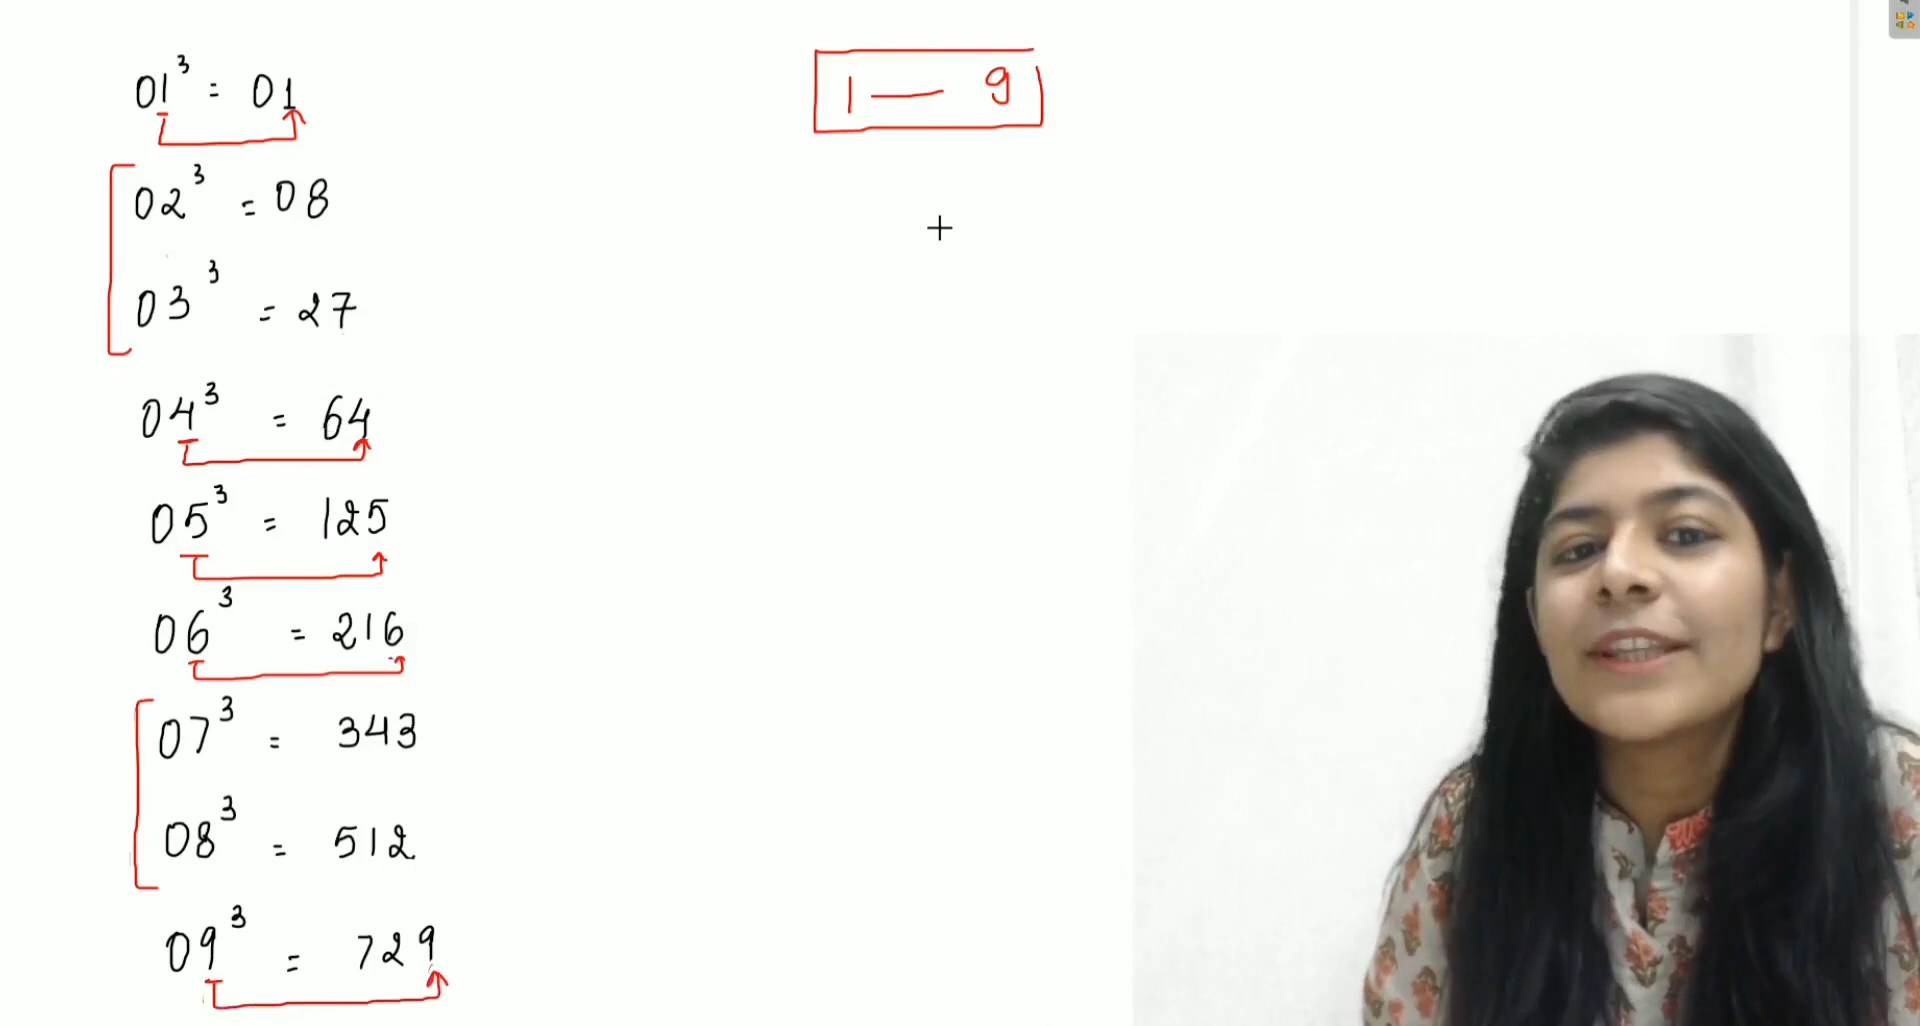 01³ = 01
02³ = 08
03³ = 27
04³ = 64
05³ = 125
06³ = 216
07³ = 343
08³ = 512
09³ = 729
1 — 9